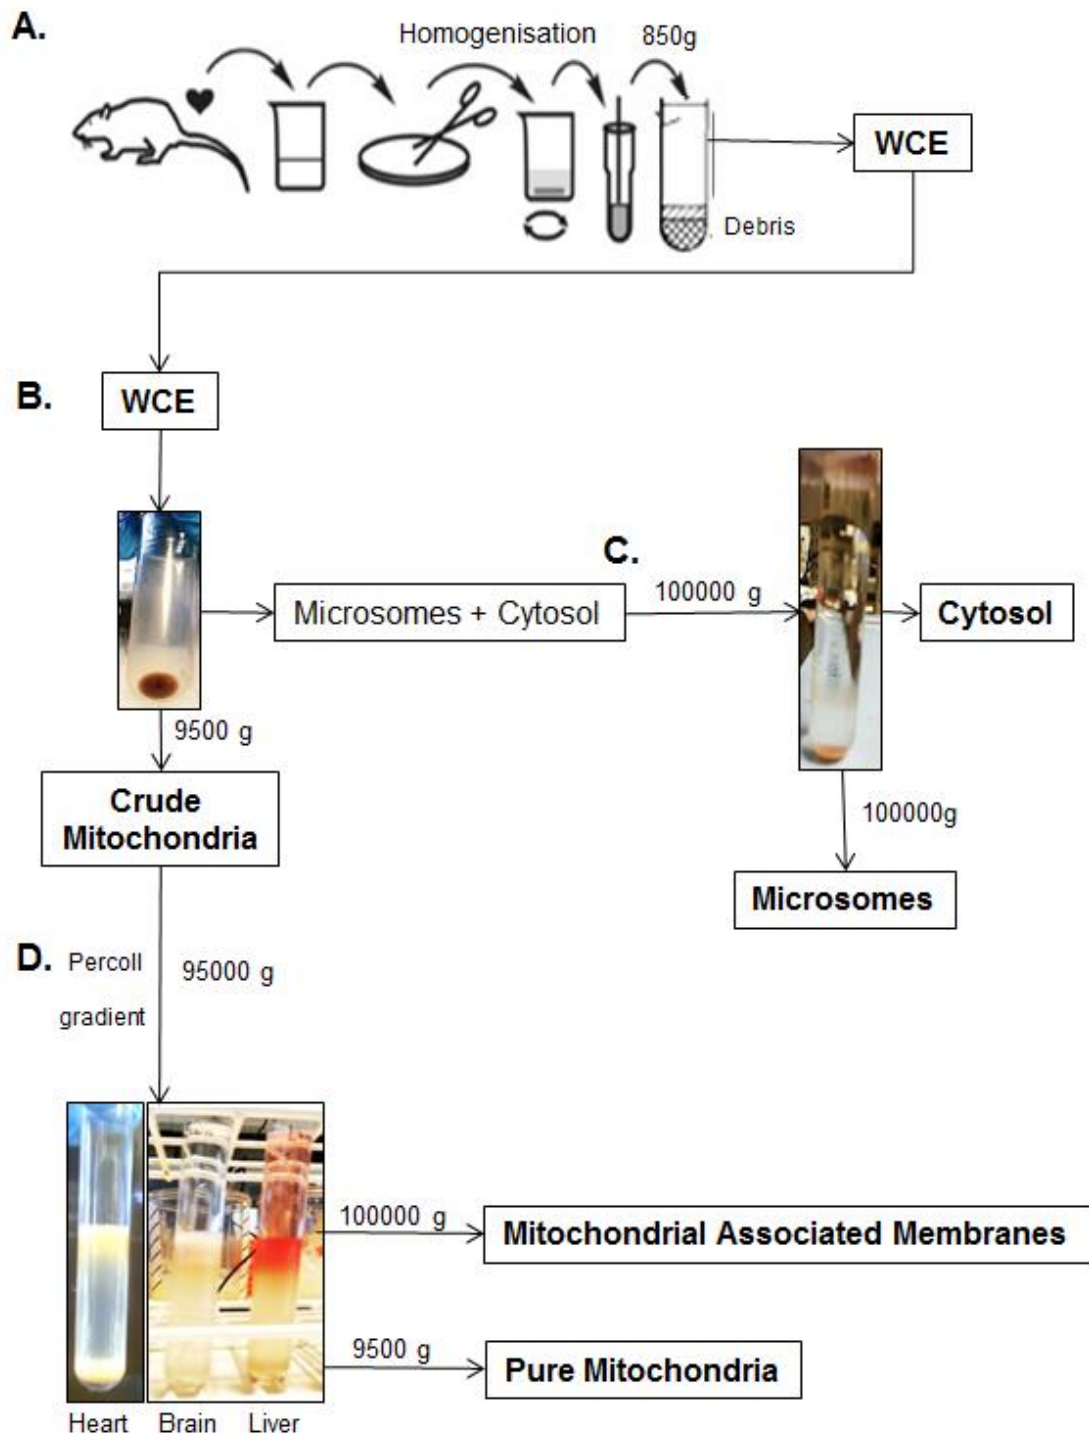 A.
Homogenisation
850g
WCE
Debris
B.
WCE
C.
100000 g
Microsomes + Cytosol
Cytosol
9500 g
Crude
Mitochondria
100000g
Microsomes
D.
Percoll
95000 g
gradient
100000 g
Mitochondrial Associated Membranes
9500 g
Pure Mitochondria
Heart
Brain
Liver